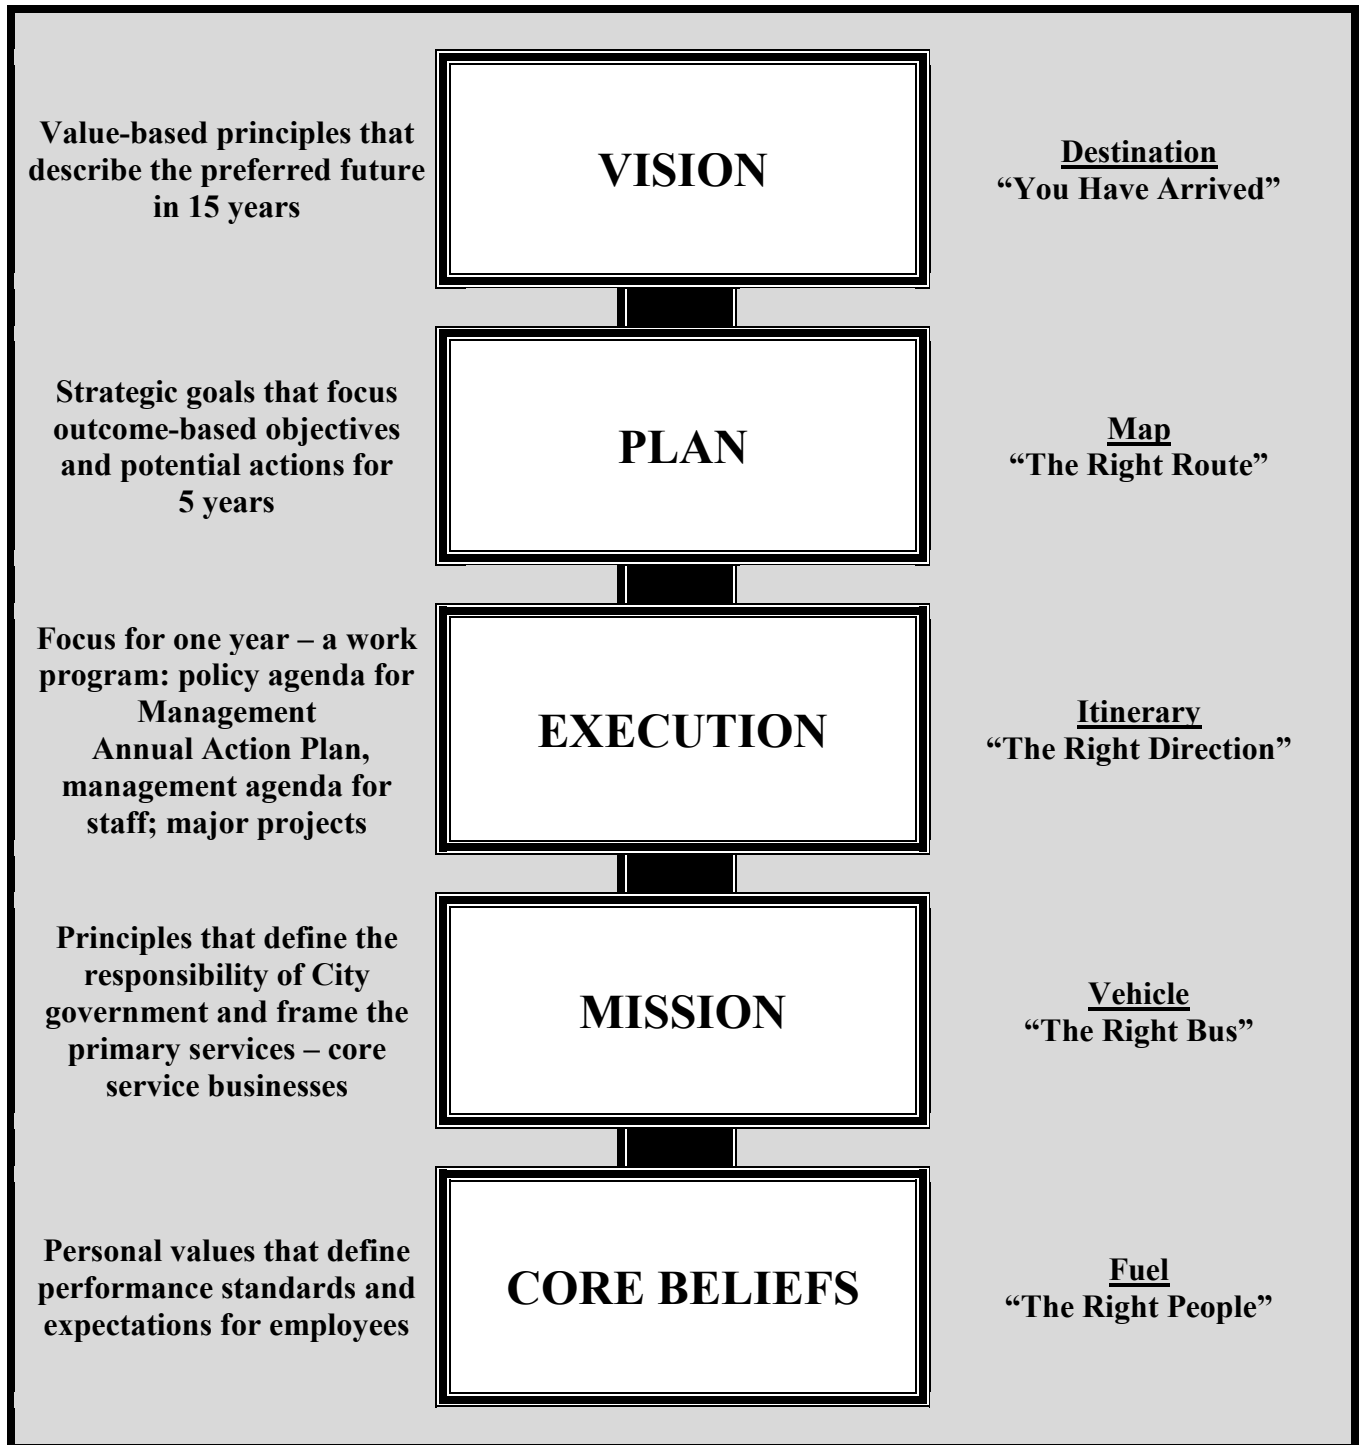 Value-based principles that
describe the preferred future
in 15 years
VISION
Destination
“You Have Arrived”
Strategic goals that focus
outcome-based objectives
and potential actions for
5 years
PLAN
Map
“The Right Route”
Focus for one year – a work
program: policy agenda for
Management
Annual Action Plan,
management agenda for
staff; major projects
EXECUTION
Itinerary
“The Right Direction”
Principles that define the
responsibility of City
government and frame the
primary services – core
service businesses
MISSION
Vehicle
“The Right Bus”
Personal values that define
performance standards and
expectations for employees
CORE BELIEFS
Fuel
“The Right People”